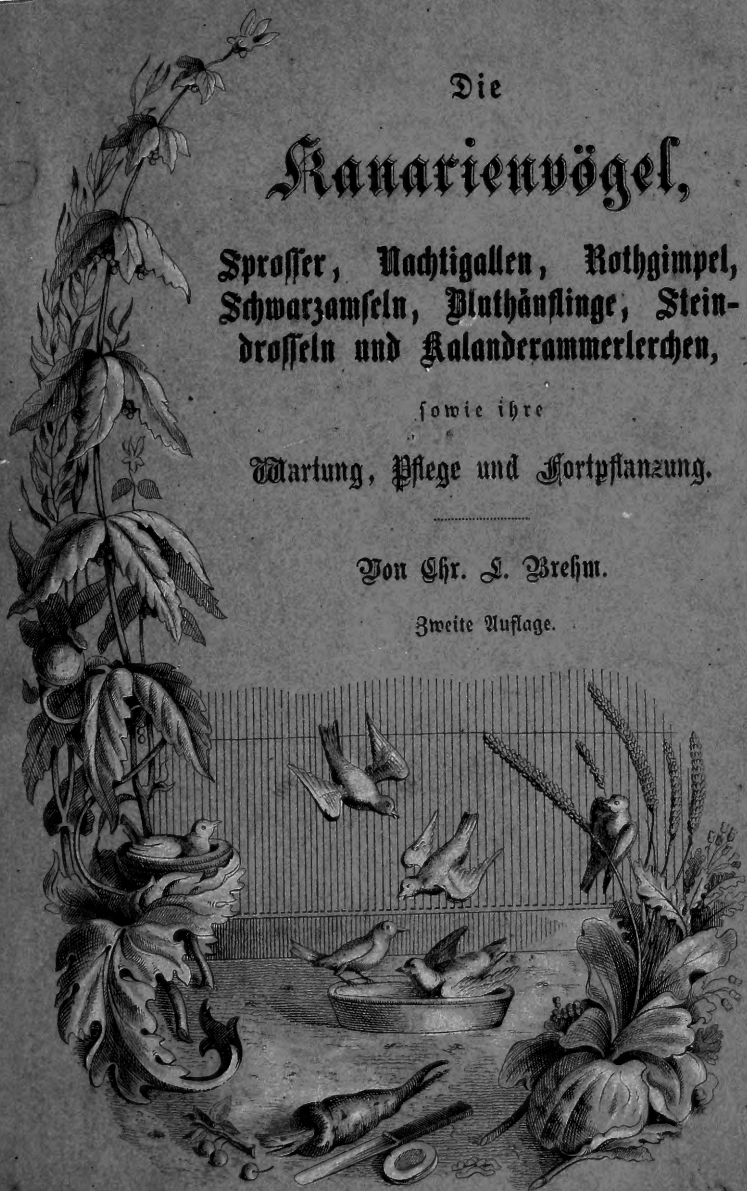 Die
Kanarienvögel,
Sprosser, Nachtigallen, Rothgimpel,
Schwarzamseln, Bluthänflinge, Stein-
drosseln und Kalanderammerlerchen,
sowie ihre
Wartung, Pflege und Fortpflanzung.
Von Chr. L. Brehm.
Zweite Auflage.